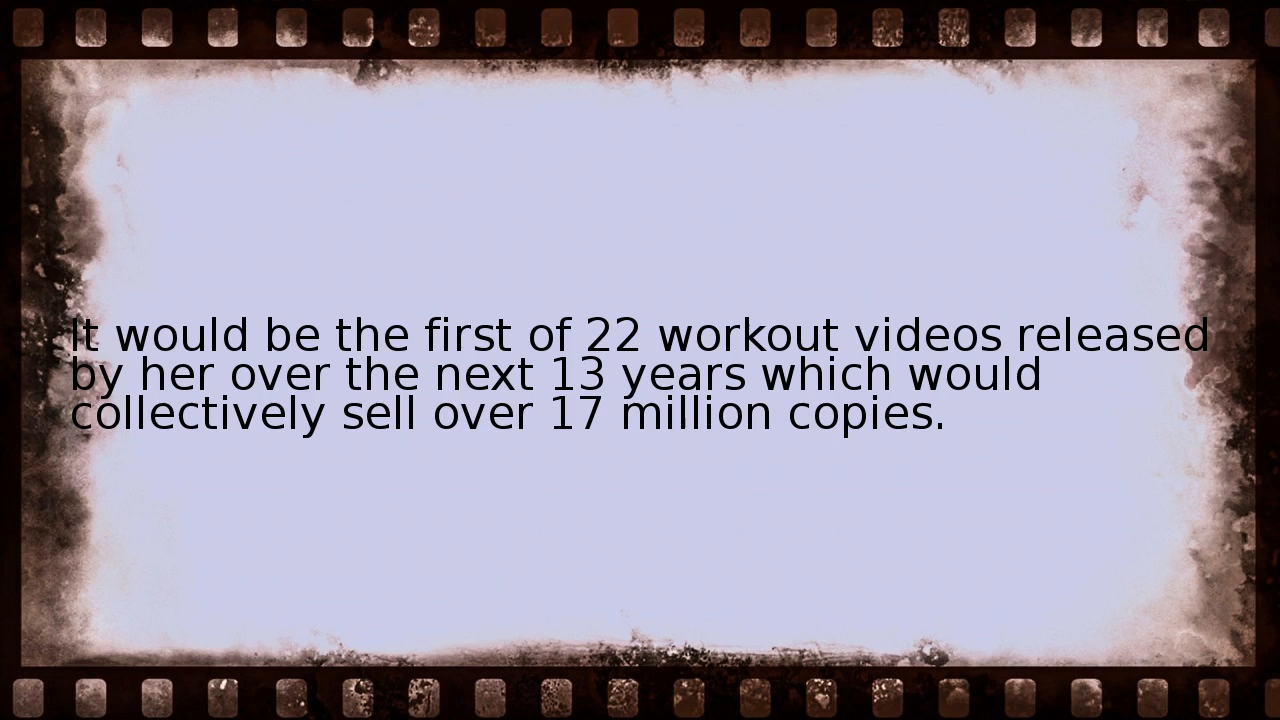 It would be the first of 22 workout videos released
by her over the next 13 years which would
collectively sell over 17 million copies.